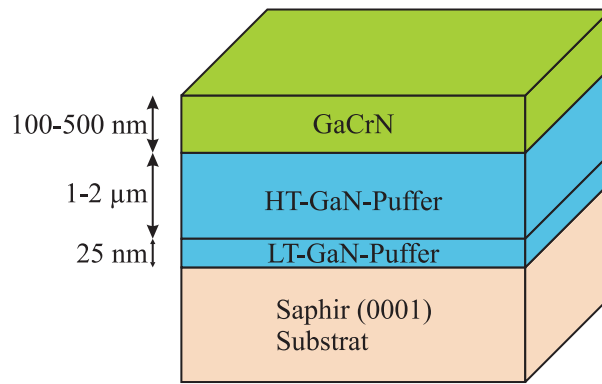 100-500 nm
GaCrN
1-2 µm
HT-GaN-Puffer
25 nm
LT-GaN-Puffer
Saphir (0001)
Substrat